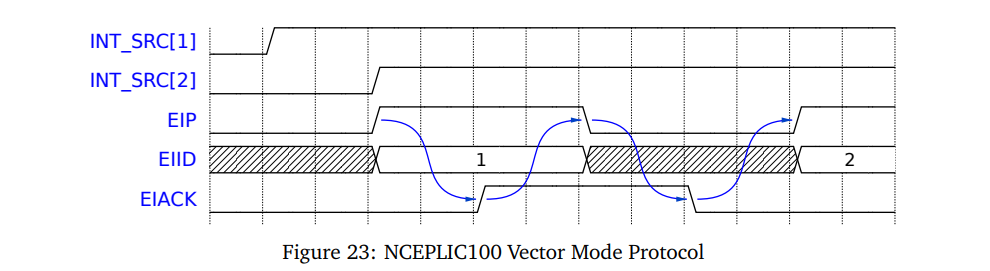 INT_SRC[1]
INT_SRC[2]
EIP
EIID 1 2
EIACK
Figure 23: NCEPLIC100 Vector Mode Protocol